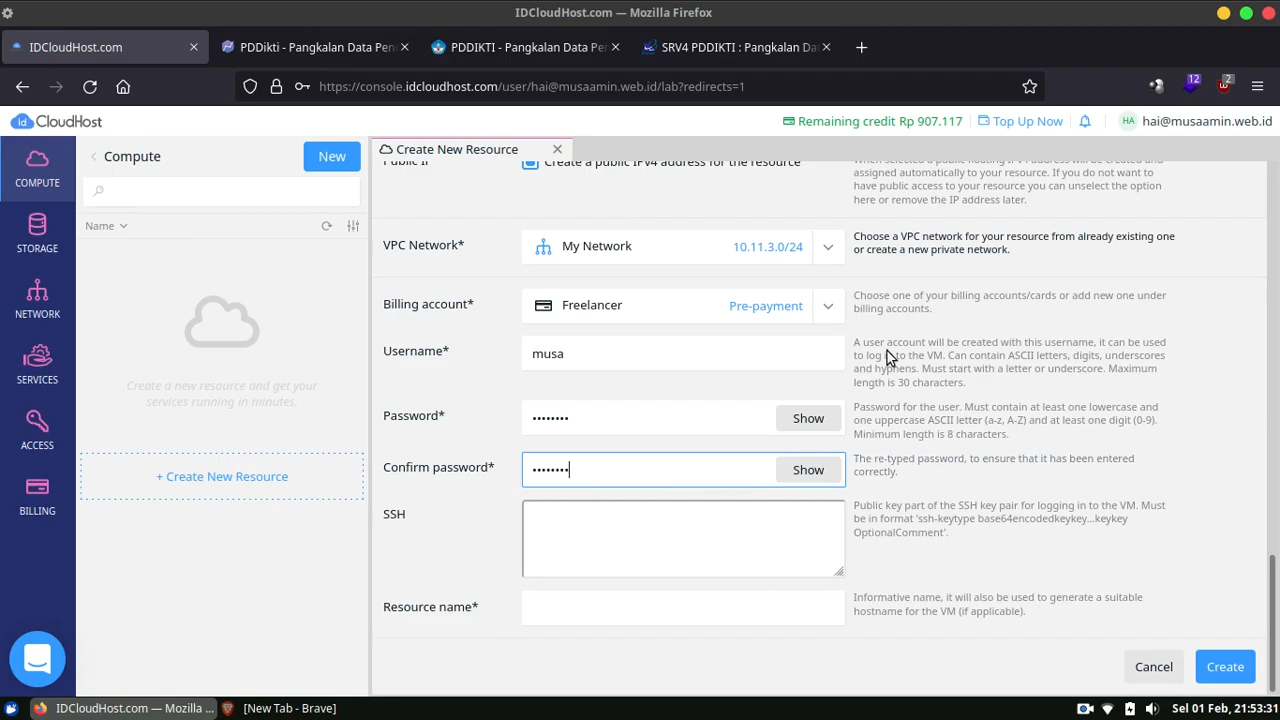 IDCloudHost.com — Mozilla Firefox
IDCloudHost.com
PDDikti - Pangkalan Data Pen
PDDIKTI - Pangkalan Data Per
SRV4 PDDIKTI : Pangkalan Dat
https://console.idcloudhost.com/user/hai@musaamin.web.id/lab?redirects=1
12
2
Id CloudHost
Remaining credit Rp 907.117
Top Up Now
HA
hai@musaamin.web.id
COMPUTE
STORAGE
NETWORK
SERVICES
ACCESS
BILLING
Compute
New
Name
Create a new resource and get your
services running in minutes.
+ Create New Resource
Create New Resource
Public IP
Create a public IPv4 address for the resource
When selected a public floating IPv4 address will be created and
assigned automatically to your resource. If you do not want to
have public access to your resource you can unselect the option
here or remove the IP address later.
VPC Network*
My Network
10.11.3.0/24
Choose a VPC network for your resource from already existing one
or create a new private network.
Billing account*
Freelancer
Pre-payment
Choose one of your billing accounts/cards or add new one under
billing accounts.
Username*
musa
A user account will be created with this username, it can be used
to log into the VM. Can contain ASCII letters, digits, underscores
and hyphens. Must start with a letter or underscore. Maximum
length is 30 characters.
Password*
••••••••
Show
Password for the user. Must contain at least one lowercase and
one uppercase ASCII letter (a-z, A-Z) and at least one digit (0-9).
Minimum length is 8 characters.
Confirm password*
••••••••
Show
The re-typed password, to ensure that it has been entered
correctly.
SSH
Public key part of the SSH key pair for logging in to the VM. Must
be in format 'ssh-keytype base64encodedkeykey...keykey
OptionalComment'.
Resource name*
Informative name, it will also be used to generate a suitable
hostname for the VM (if applicable).
Cancel
Create
IDCloudHost.com — Mozilla ...
[New Tab - Brave]
Sel 01 Feb, 21:53:31